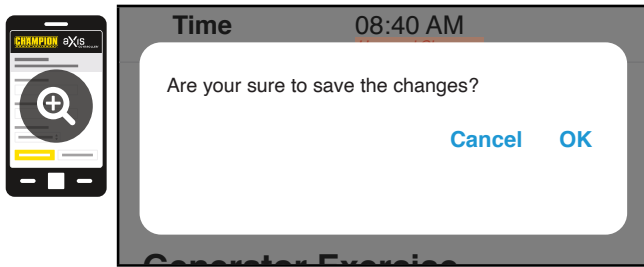 CHAMPION aXis
Time 08:40 AM
Are your sure to save the changes?
Cancel OK
Generator Exercise